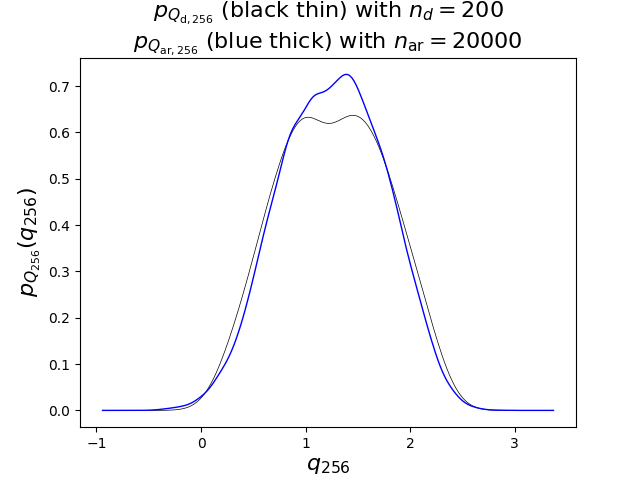 p_{Q_{d,256}} (black thin) with n_d = 200
p_{Q_{ar,256}} (blue thick) with n_{ar} = 20000
p_{Q_{256}}(q_{256})
0.7
0.6
0.5
0.4
0.3
0.2
0.1
0.0
−1 0 1 2 3
q_{256}